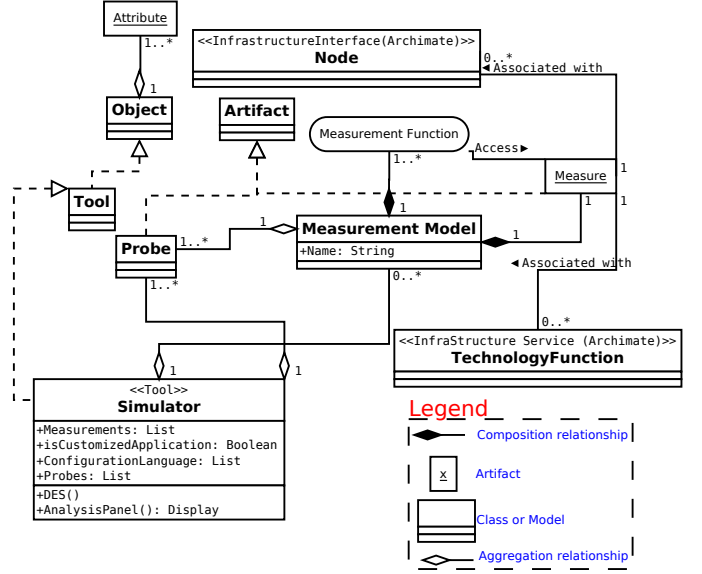 Attribute
1..*
1
Object
<<InfrastructureInterface(Archimate)>>
Node
0..*
◄Associated with
Artifact
Measurement Function
Access►
1..*
1
Measure
1
1
Tool
1
Measurement Model
+Name: String
1
Probe
1..*
1
◄Associated with
1..*
0..*
0..*
<<InfraStructure Service (Archimate)>>
TechnologyFunction
1
1
<<Tool>>
Simulator
+Measurements: List
+isCustomizedApplication: Boolean
+ConfigurationLanguage: List
+Probes: List
+DES()
+AnalysisPanel(): Display
Legend
Composition relationship
x
Artifact
Class or Model
Aggregation relationship